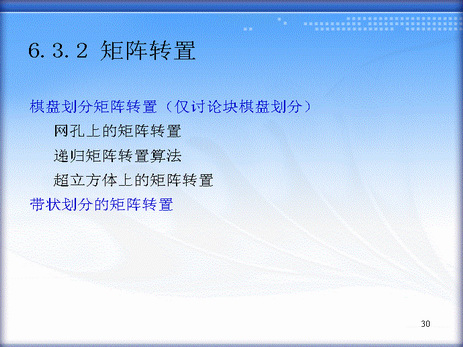 6.3.2 矩阵转置
棋盘划分矩阵转置（仅讨论块棋盘划分）
网孔上的矩阵转置
递归矩阵转置算法
超立方体上的矩阵转置
带状划分的矩阵转置
30